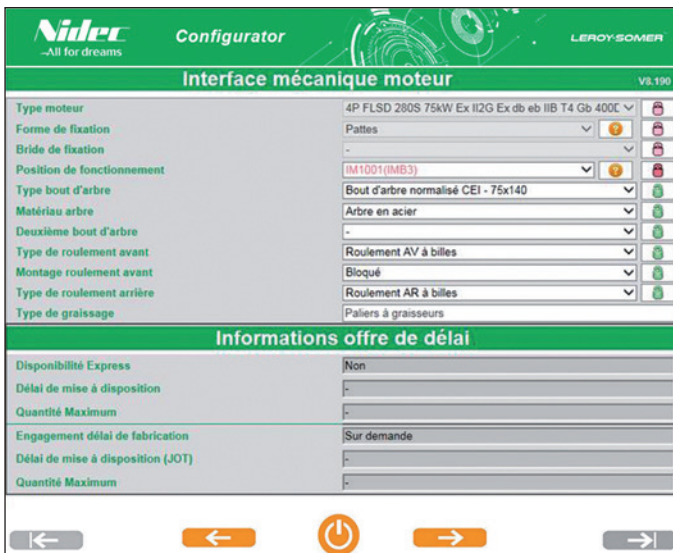 Nidec
-All for dreams
Configurator
LEROY-SOMER
Interface mécanique moteur
V8.190
Type moteur
4P FLSD 280S 75kW Ex II2G Ex db eb IIB T4 Gb 400D
Forme de fixation
Pattes
Bride de fixation
-
Position de fonctionnement
IM1001(IMB3)
Type bout d'arbre
Bout d'arbre normalisé CEI - 75x140
Matériau arbre
Arbre en acier
Deuxième bout d'arbre
-
Type de roulement avant
Roulement AV à billes
Montage roulement avant
Bloqué
Type de roulement arrière
Roulement AR à billes
Type de graissage
Paliers à graisseurs
Informations offre de délai
Disponibilité Express
Non
Délai de mise à disposition
-
Quantité Maximum
-
Engagement délai de fabrication
Sur demande
Délai de mise à disposition (JOT)
-
Quantité Maximum
-